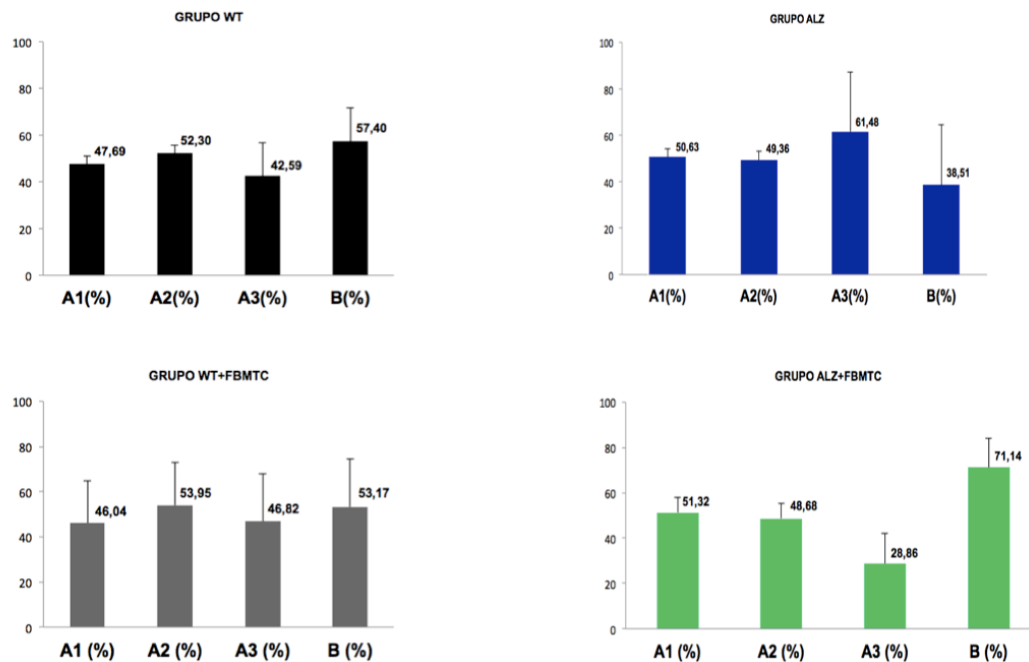 GRUPO WT
100
80
60
40
20
0
47,69
52,30
42,59
57,40
A1(%)
A2(%)
A3(%)
B(%)
GRUPO ALZ
100
80
60
40
20
0
50,63
49,36
61,48
38,51
A1(%)
A2(%)
A3(%)
B(%)
GRUPO WT+FBMTC
100
80
60
40
20
0
46,04
53,95
46,82
53,17
A1 (%)
A2 (%)
A3 (%)
B (%)
GRUPO ALZ+FBMTC
100
80
60
40
20
0
51,32
48,68
28,86
71,14
A1 (%)
A2 (%)
A3 (%)
B (%)